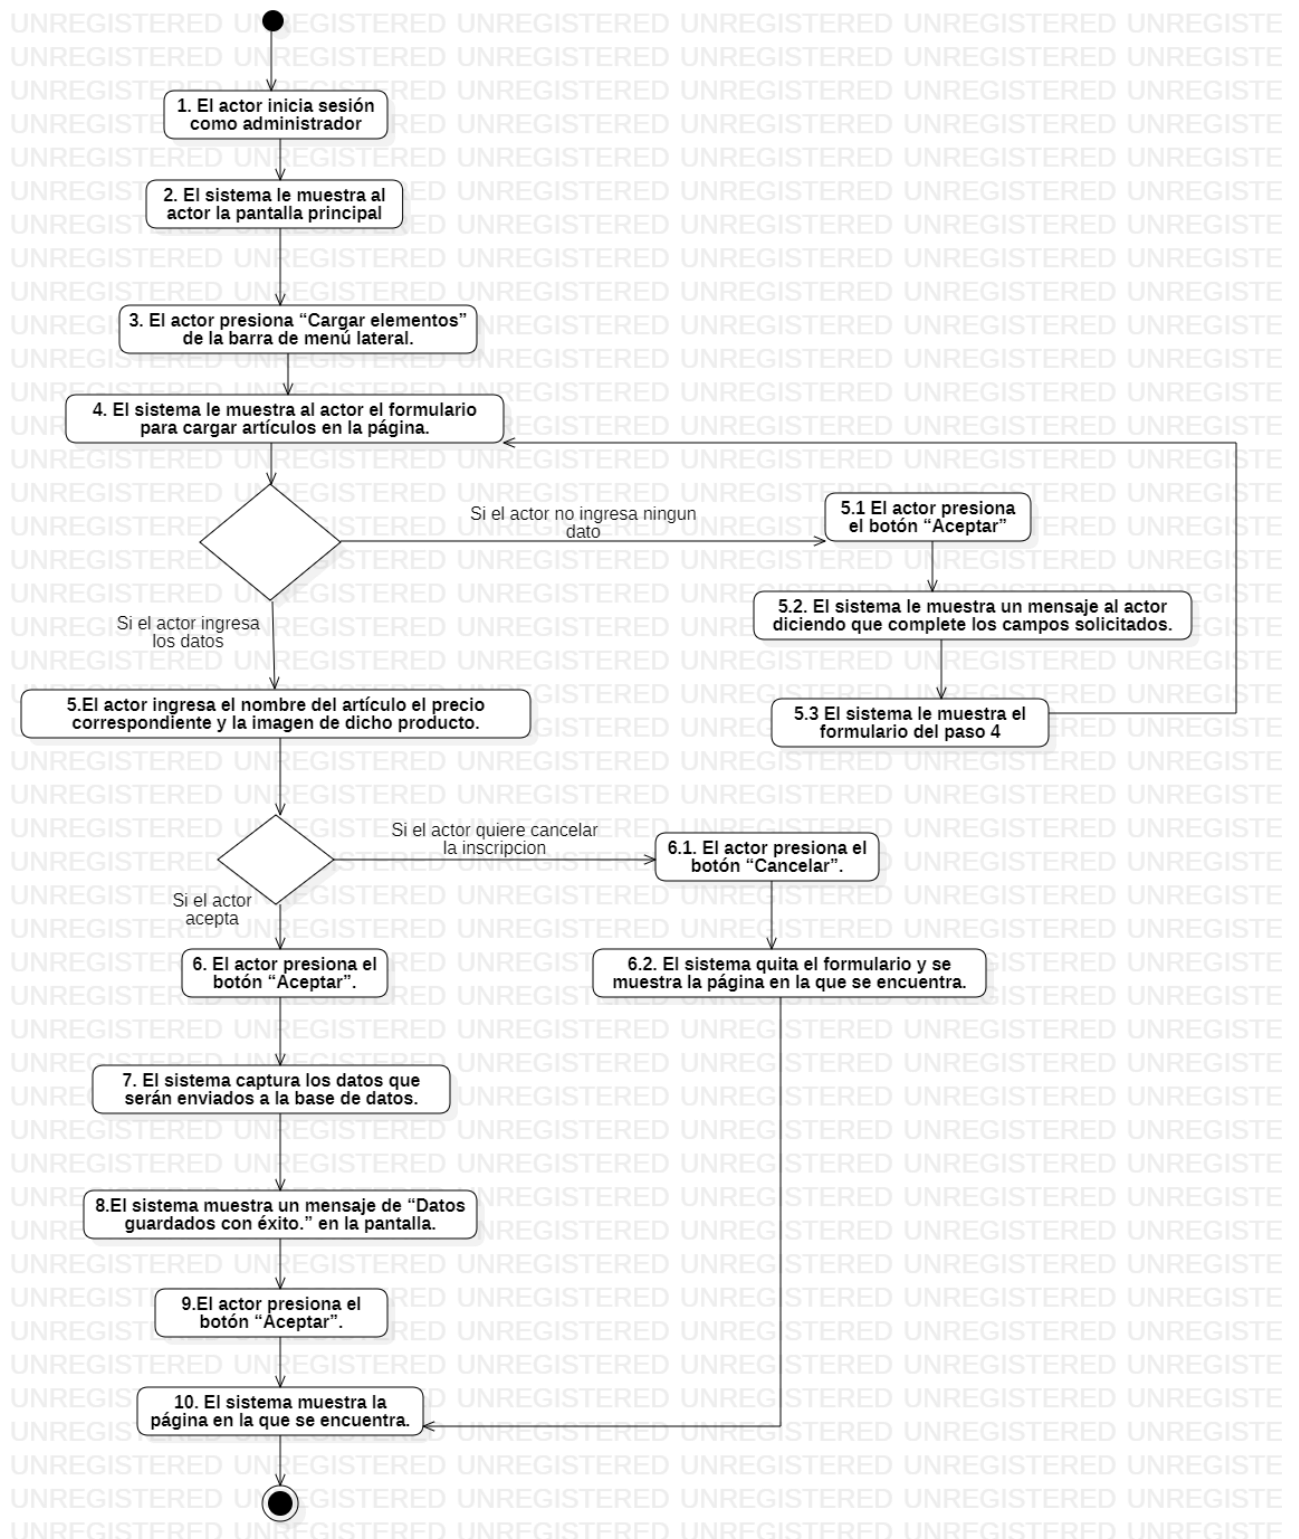 1. El actor inicia sesión
como administrador
2. El sistema le muestra al
actor la pantalla principal
3. El actor presiona “Cargar elementos”
de la barra de menú lateral.
4. El sistema le muestra al actor el formulario
para cargar artículos en la página.
Si el actor no ingresa ningun
dato
5.1 El actor presiona
el botón “Aceptar”
5.2. El sistema le muestra un mensaje al actor
diciendo que complete los campos solicitados.
5.3 El sistema le muestra el
formulario del paso 4
Si el actor ingresa
los datos
5.El actor ingresa el nombre del artículo el precio
correspondiente y la imagen de dicho producto.
Si el actor quiere cancelar
la inscripcion
6.1. El actor presiona el
botón “Cancelar”.
6.2. El sistema quita el formulario y se
muestra la página en la que se encuentra.
Si el actor
acepta
6. El actor presiona el
botón “Aceptar”.
7. El sistema captura los datos que
serán enviados a la base de datos.
8.El sistema muestra un mensaje de “Datos
guardados con éxito.” en la pantalla.
9.El actor presiona el
botón “Aceptar”.
10. El sistema muestra la
página en la que se encuentra.